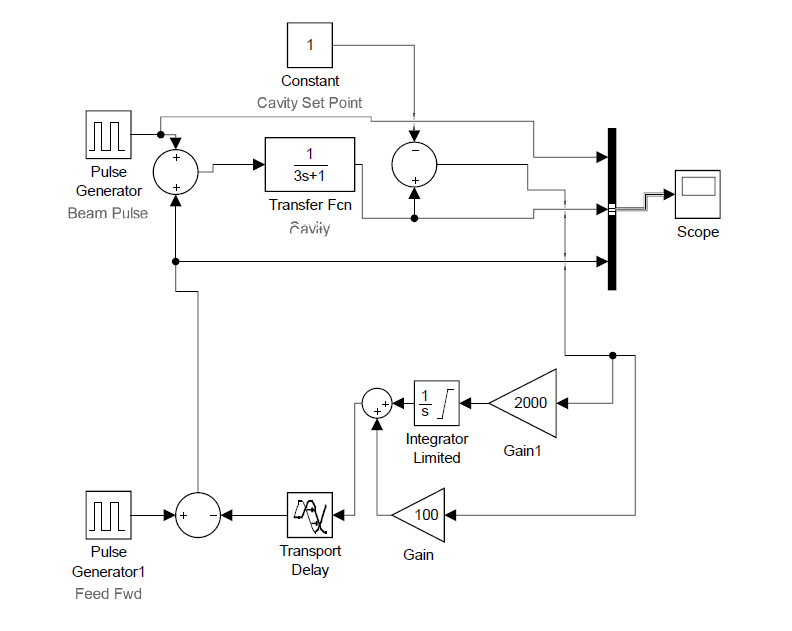 1
Constant
Cavity Set Point
Pulse
Generator
Beam Pulse
+
+
1
3s+1
Transfer Fcn
Cavity
−
+
Scope
+
+
1
s
Integrator
Limited
2000
Gain1
Pulse
Generator1
Feed Fwd
+
−
Transport
Delay
100
Gain